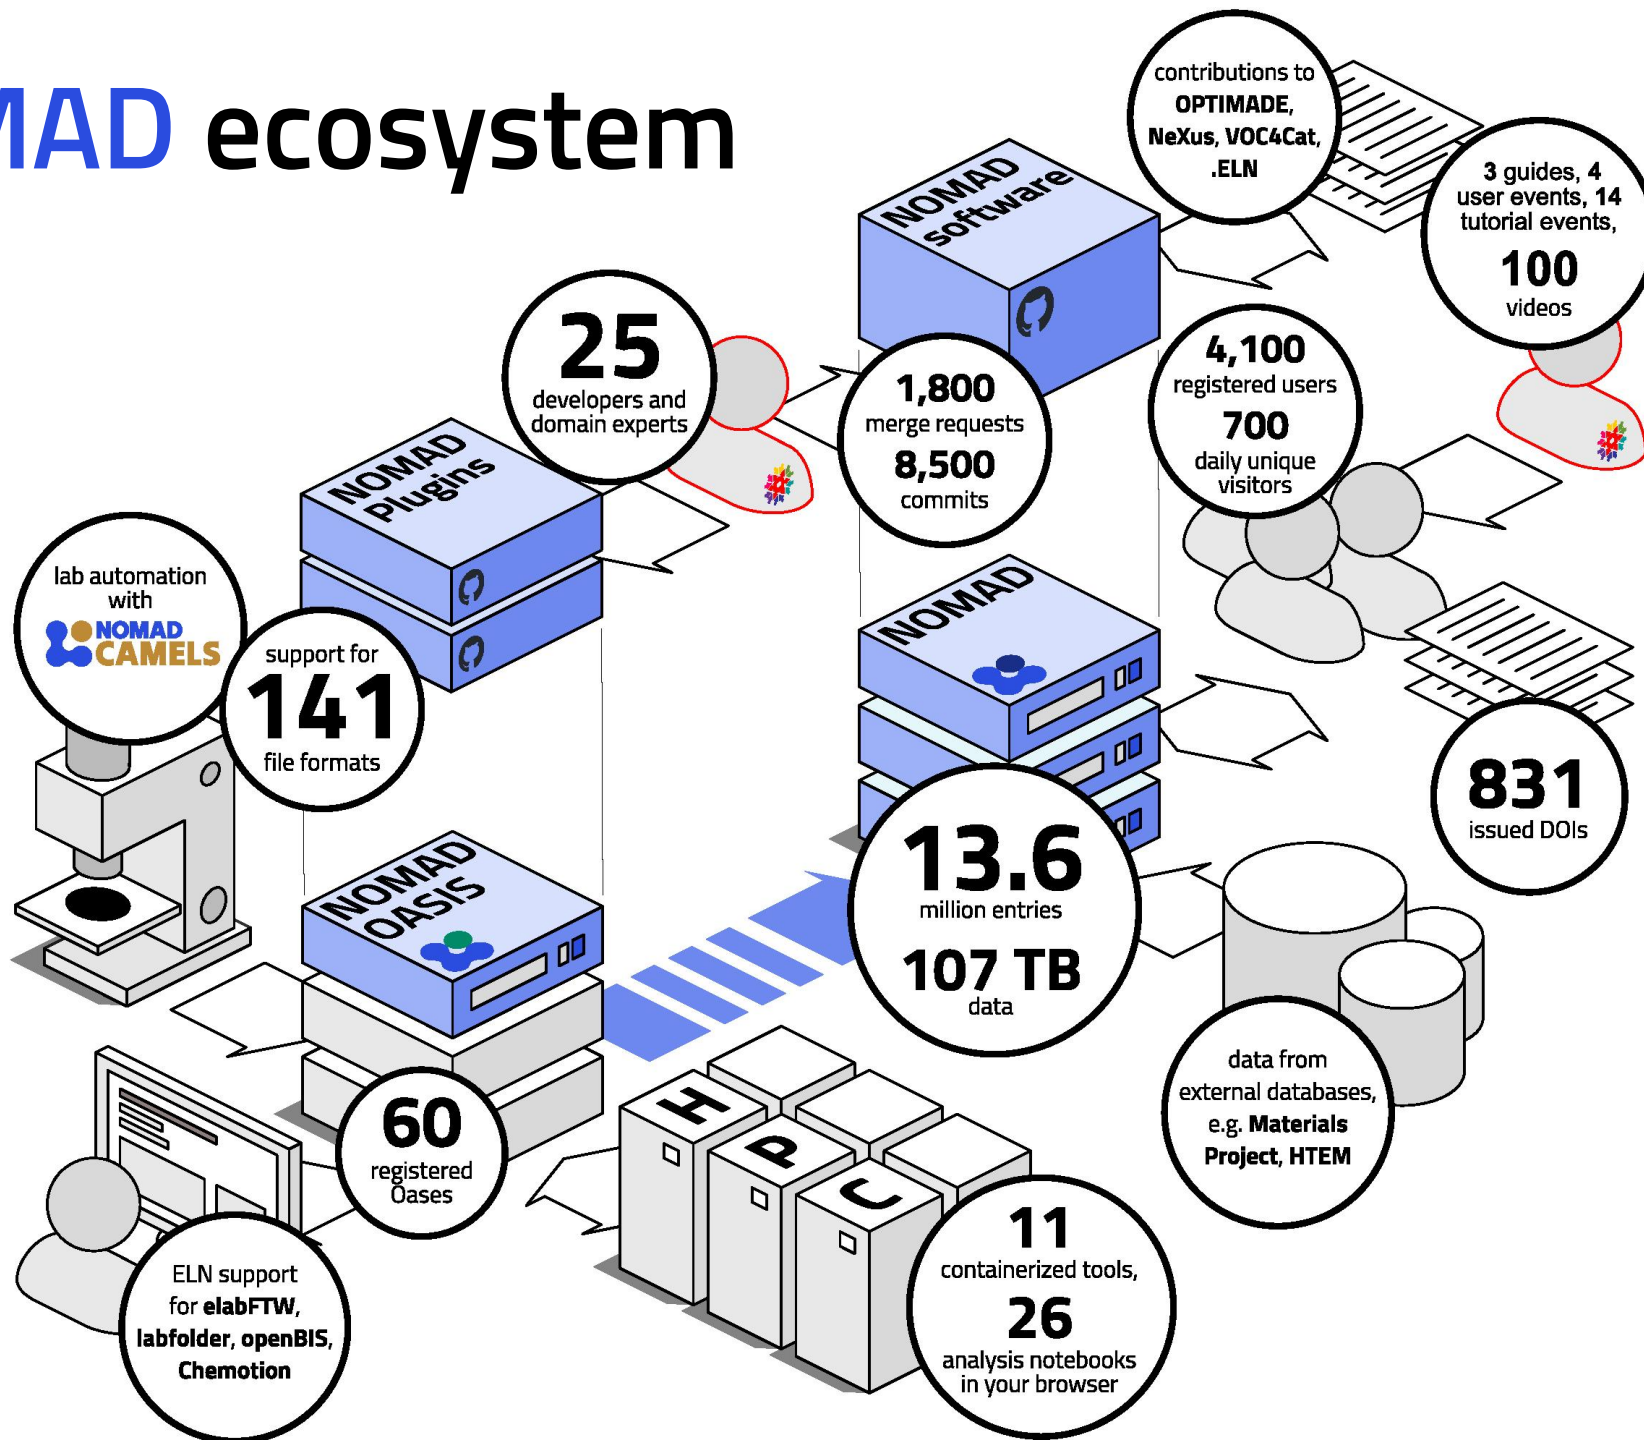 MAD ecosystem
contributions to
OPTIMADE,
NeXus, VOC4Cat,
.ELN
3 guides, 4
user events, 14
tutorial events,
100
videos
NOMAD
software
25
developers and
domain experts
1,800
merge requests
8,500
commits
4,100
registered users
700
daily unique
visitors
NOMAD
Plugins
lab automation
with
NOMAD
CAMELS
support for
141
file formats
NOMAD
831
issued DOIs
13.6
million entries
107 TB
data
NOMAD
OASIS
data from
external databases,
e.g. Materials
Project, HTEM
60
registered
Oases
H
P
C
11
containerized tools,
26
analysis notebooks
in your browser
ELN support
for elabFTW,
labfolder, openBIS,
Chemotion